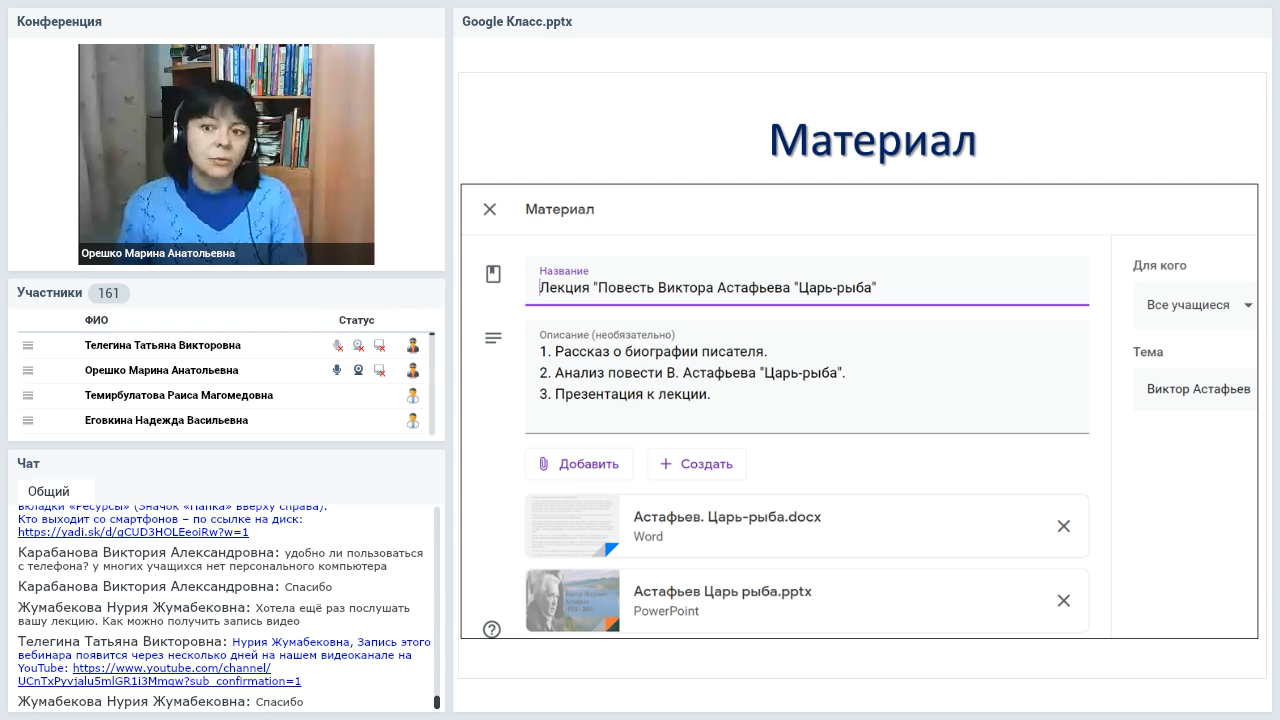 Конференция
Орешко Марина Анатольевна
Участники 161
ФИО Статус
Телегина Татьяна Викторовна
Орешко Марина Анатольевна
Темирбулатова Раиса Магомедовна
Еговкина Надежда Васильевна
Чат
Общий
вкладки «Ресурсы» (Значок «Папка» вверху справа).
Кто выходит со смартфонов – по ссылке на диск:
https://yadi.sk/d/gCUD3HOLEeoiRw?w=1
Карабанова Виктория Александровна: удобно ли пользоваться
с телефона? у многих учащихся нет персонального компьютера
Карабанова Виктория Александровна: Спасибо
Жумабекова Нурия Жумабековна: Хотела ещё раз послушать
вашу лекцию. Как можно получить запись видео
Телегина Татьяна Викторовна: Нурия Жумабековна, Запись этого
вебинара появится через несколько дней на нашем видеоканале на
YouTube: https://www.youtube.com/channel/
UCnTxPyvjalu5mlGR1i3Mmqw?sub_confirmation=1
Жумабекова Нурия Жумабековна: Спасибо
Google Класс.pptx
Материал
Материал
Название
Лекция "Повесть Виктора Астафьева "Царь-рыба"
Описание (необязательно)
1. Рассказ о биографии писателя.
2. Анализ повести В. Астафьева "Царь-рыба".
3. Презентация к лекции.
Добавить
Создать
Астафьев. Царь-рыба.docx
Word
Астафьев Царь рыба.pptx
PowerPoint
Для кого
Все учащиеся
Тема
Виктор Астафьев